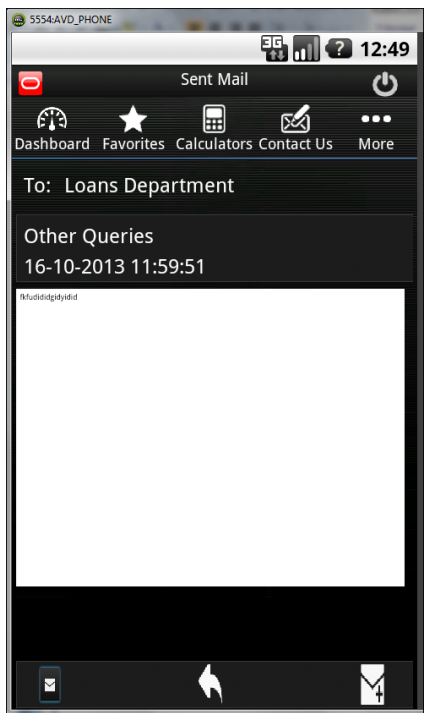 5554:AVD_PHONE
3G 12:49
Sent Mail
Dashboard Favorites Calculators Contact Us More
To: Loans Department
Other Queries
16-10-2013 11:59:51
fkfudididgidyidid